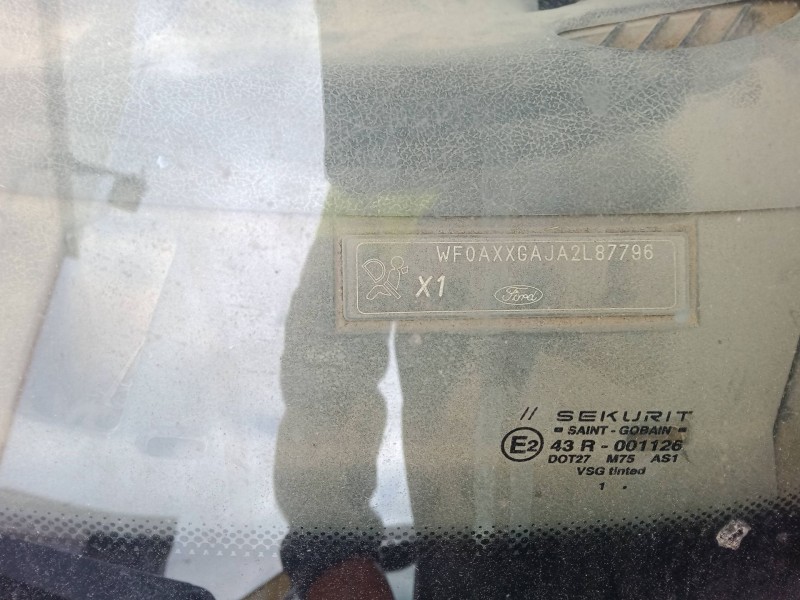 WF0AXXGAJA2L87796
X1
Ford
// SEKURIT
- SAINT - GOBAIN -
E2 43 R - 001126
DOT27 M75 AS1
VSG tinted
1 .